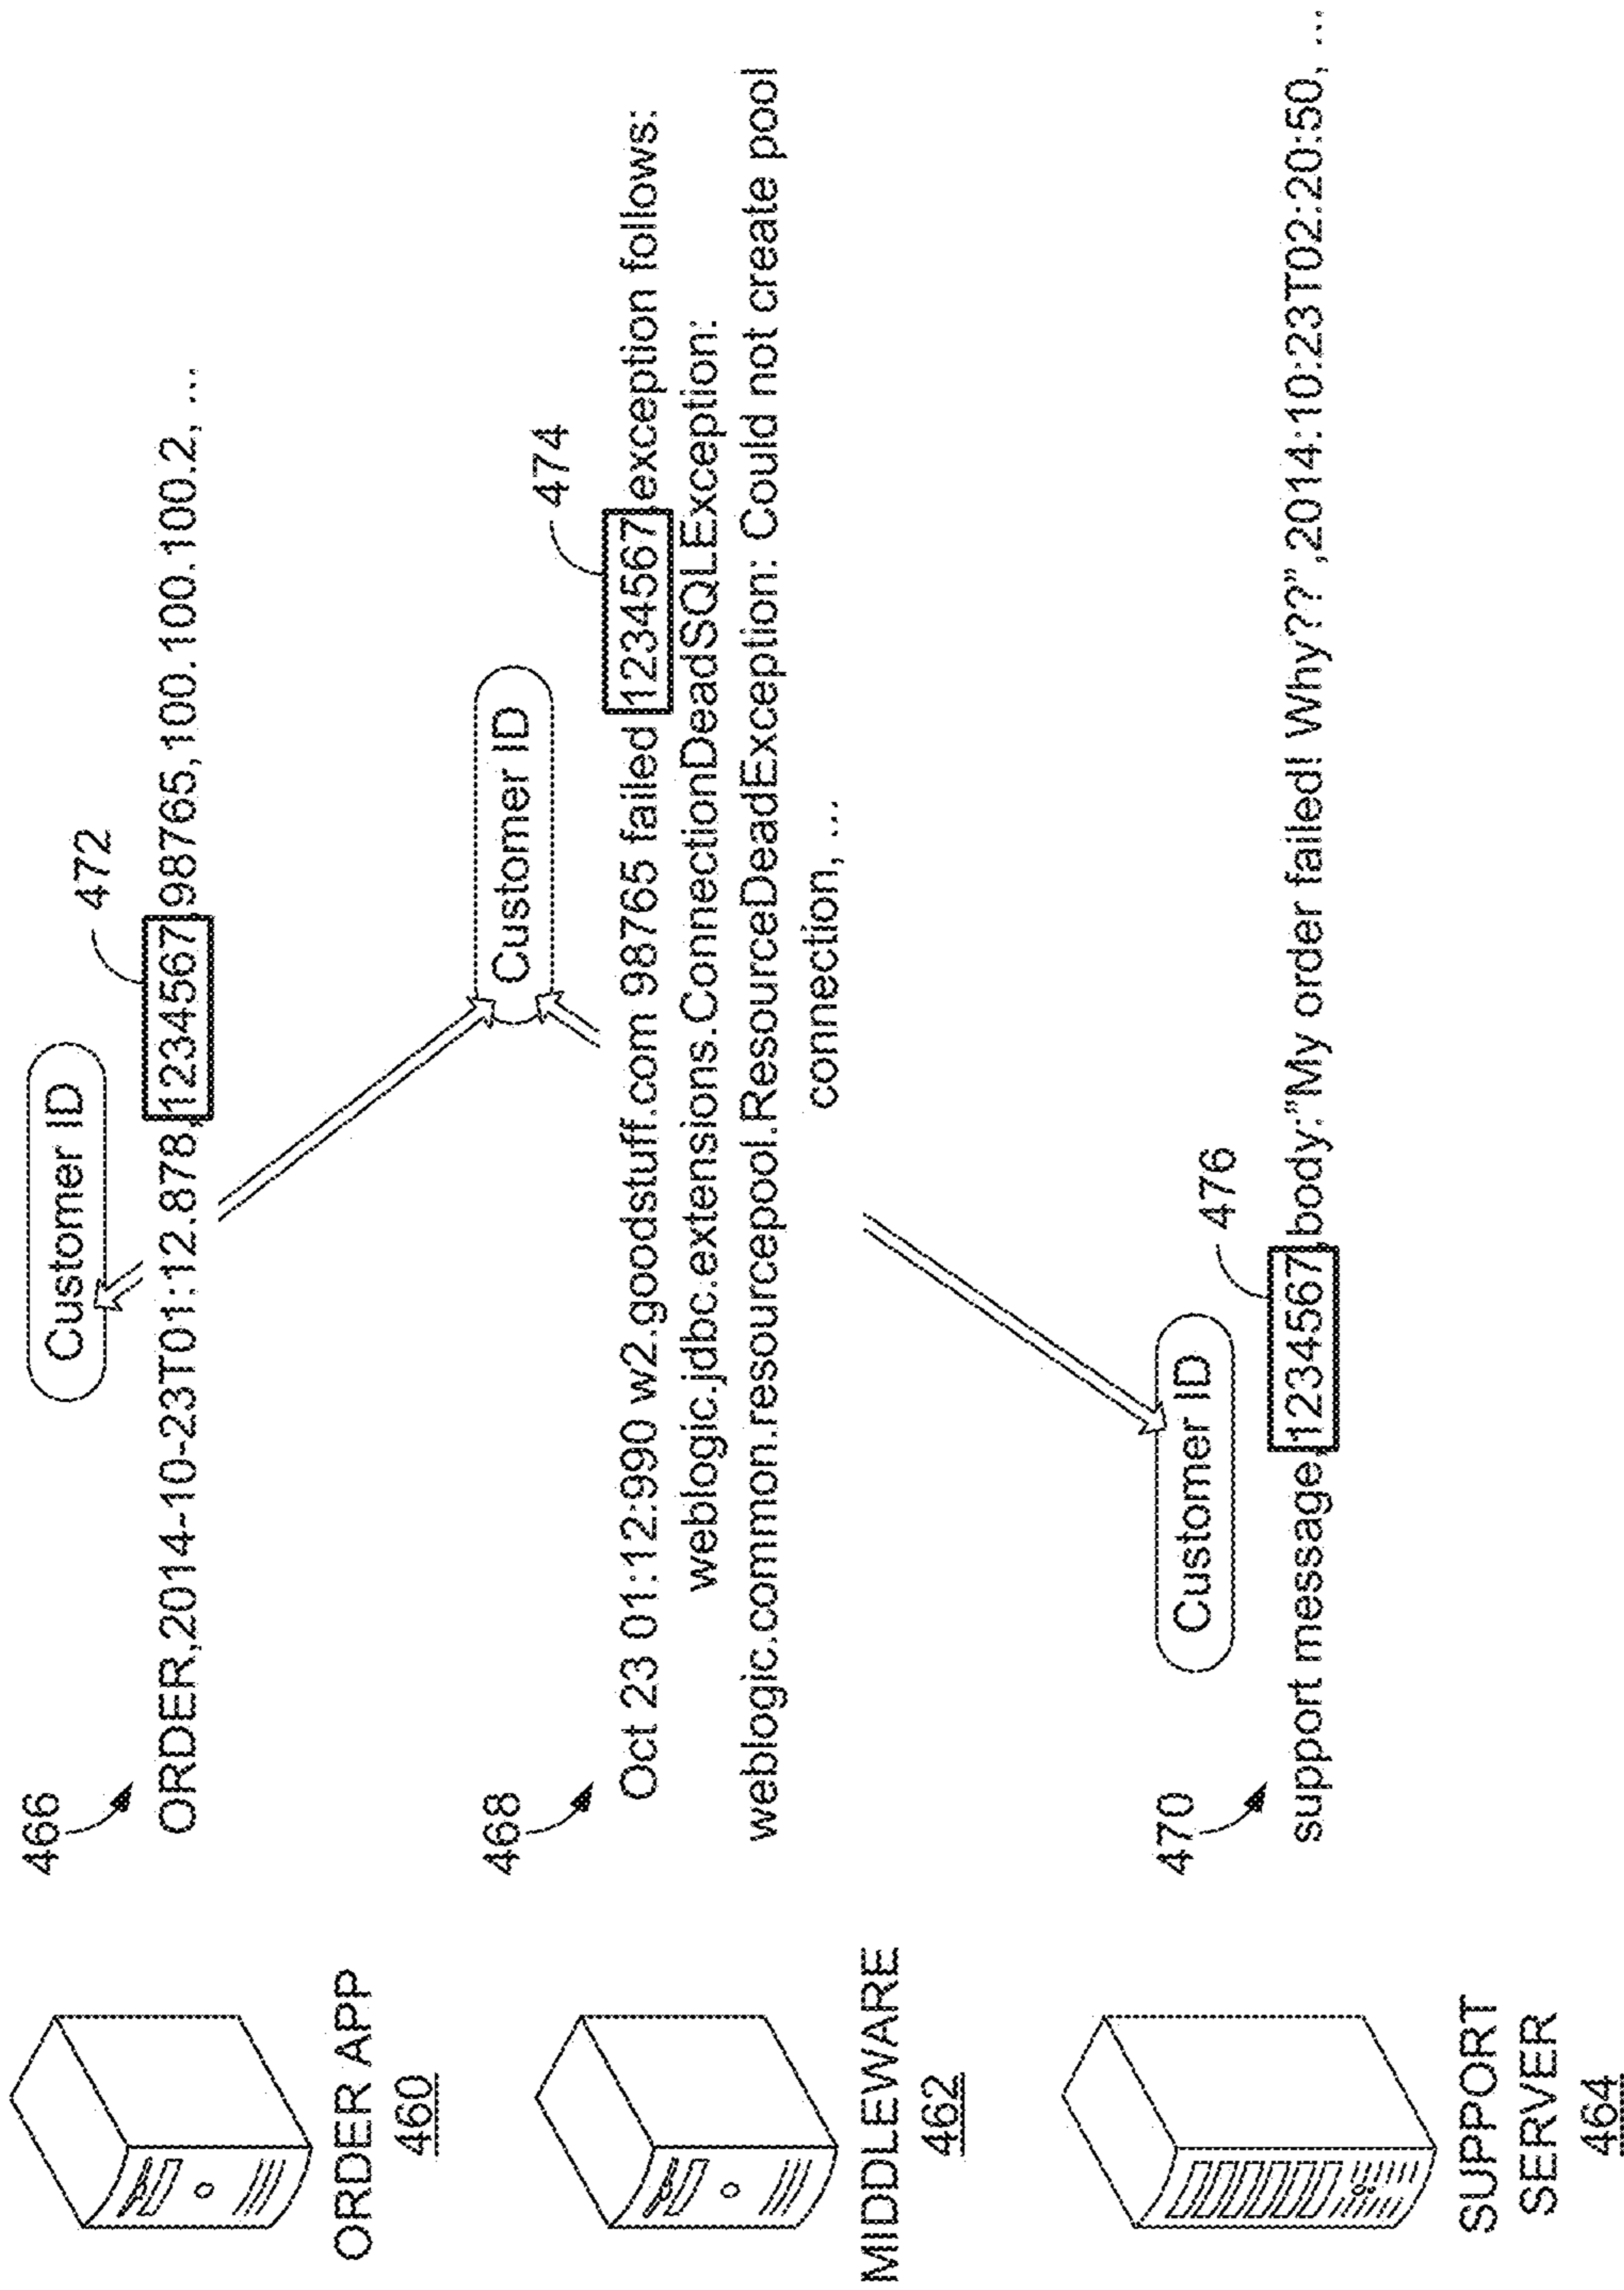 ORDER APP
460
466
Customer ID
472
ORDER,2014-10-23T01:12.878,1234567,98765,100.100.100.2, ...
MIDDLEWARE
462
468
Customer ID
474
Oct 23 01:12:990 w2.goodstuff.com 98765 failed 1234567 exception follows:
weblogic.jdbc.extensions.ConnectionDeadSQLException:
weblogic.common.resourcepool.ResourceDeadException: Could not create pool
connection, ...
SUPPORT
SERVER
464
470
Customer ID
476
support message,1234567,body:"My order failed! Why??",2014:10:23T02:20:50, ...